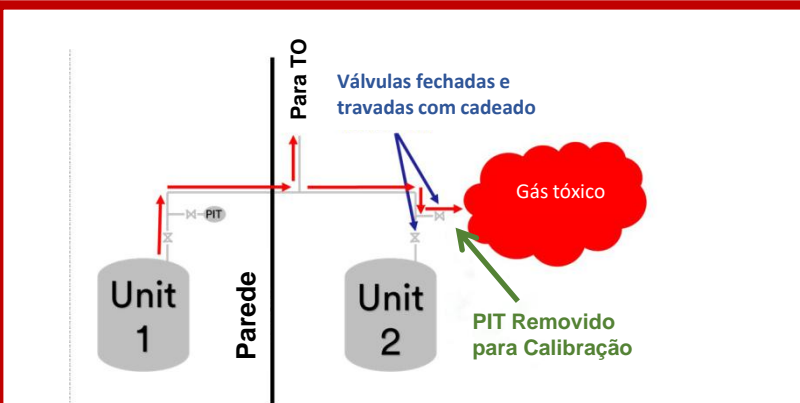 Para TO
Válvulas fechadas e
travadas com cadeado
Gás tóxico
PIT
Unit
1
Parede
Unit
2
PIT Removido
para Calibração